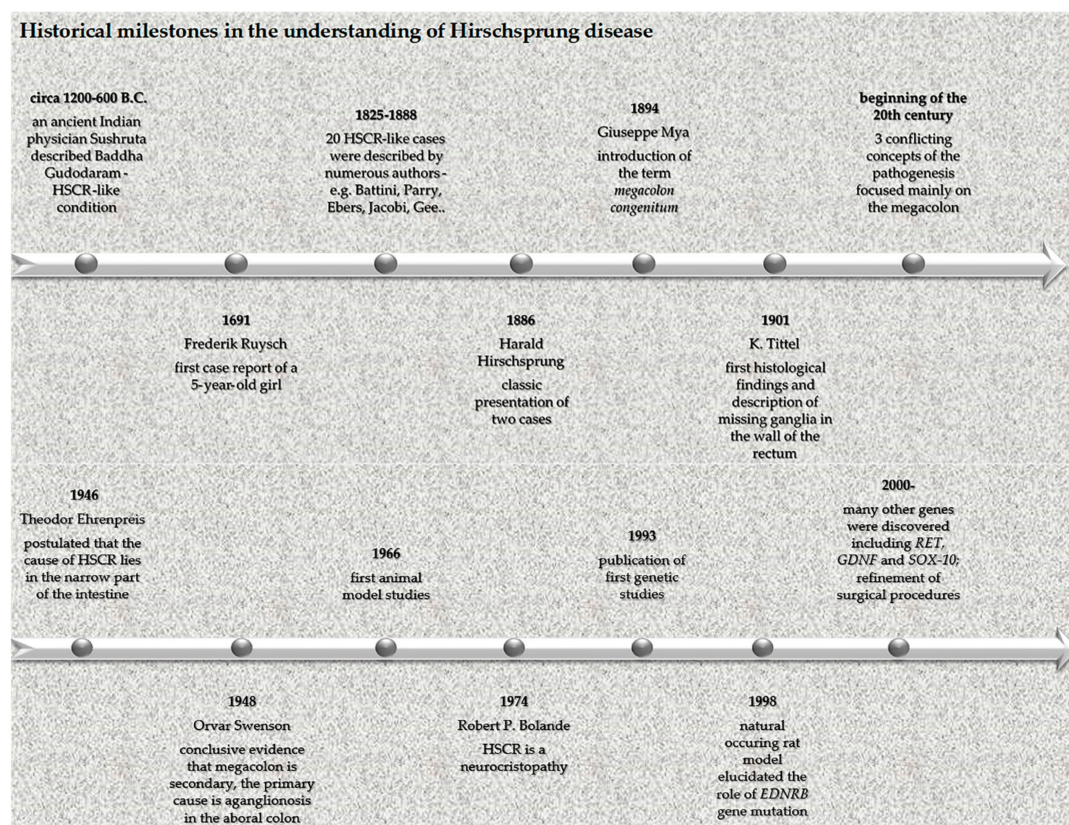 Historical milestones in the understanding of Hirschsprung disease
circa 1200-600 B.C.
an ancient Indian
physician Sushruta
described Baddha
Gudodaram -
HSCR-like
condition
1691
Frederik Ruysch
first case report of a
5-year-old girl
1825-1888
20 HSCR-like cases
were described by
numerous authors -
e.g. Battini, Parry,
Ebers, Jacobi, Gee..
1886
Harald
Hirschsprung
classic
presentation of
two cases
1894
Giuseppe Mya
introduction of
the term
megacolon
congenitum
1901
K. Tittel
first histological
findings and
description of
missing ganglia in
the wall of the
rectum
beginning of the
20th century
3 conflicting
concepts of the
pathogenesis
focused mainly on
the megacolon
1946
Theodor Ehrenpreis
postulated that the
cause of HSCR lies
in the narrow part
of the intestine
1948
Orvar Swenson
conclusive evidence
that megacolon is
secondary, the primary
cause is aganglionosis
in the aboral colon
1966
first animal
model studies
1974
Robert P. Bolande
HSCR is a
neurocristopathy
1993
publication of
first genetic
studies
1998
natural
occuring rat
model
elucidated the
role of EDNRB
gene mutation
2000-
many other genes
were discovered
including RET,
GDNF and SOX-10;
refinement of
surgical procedures